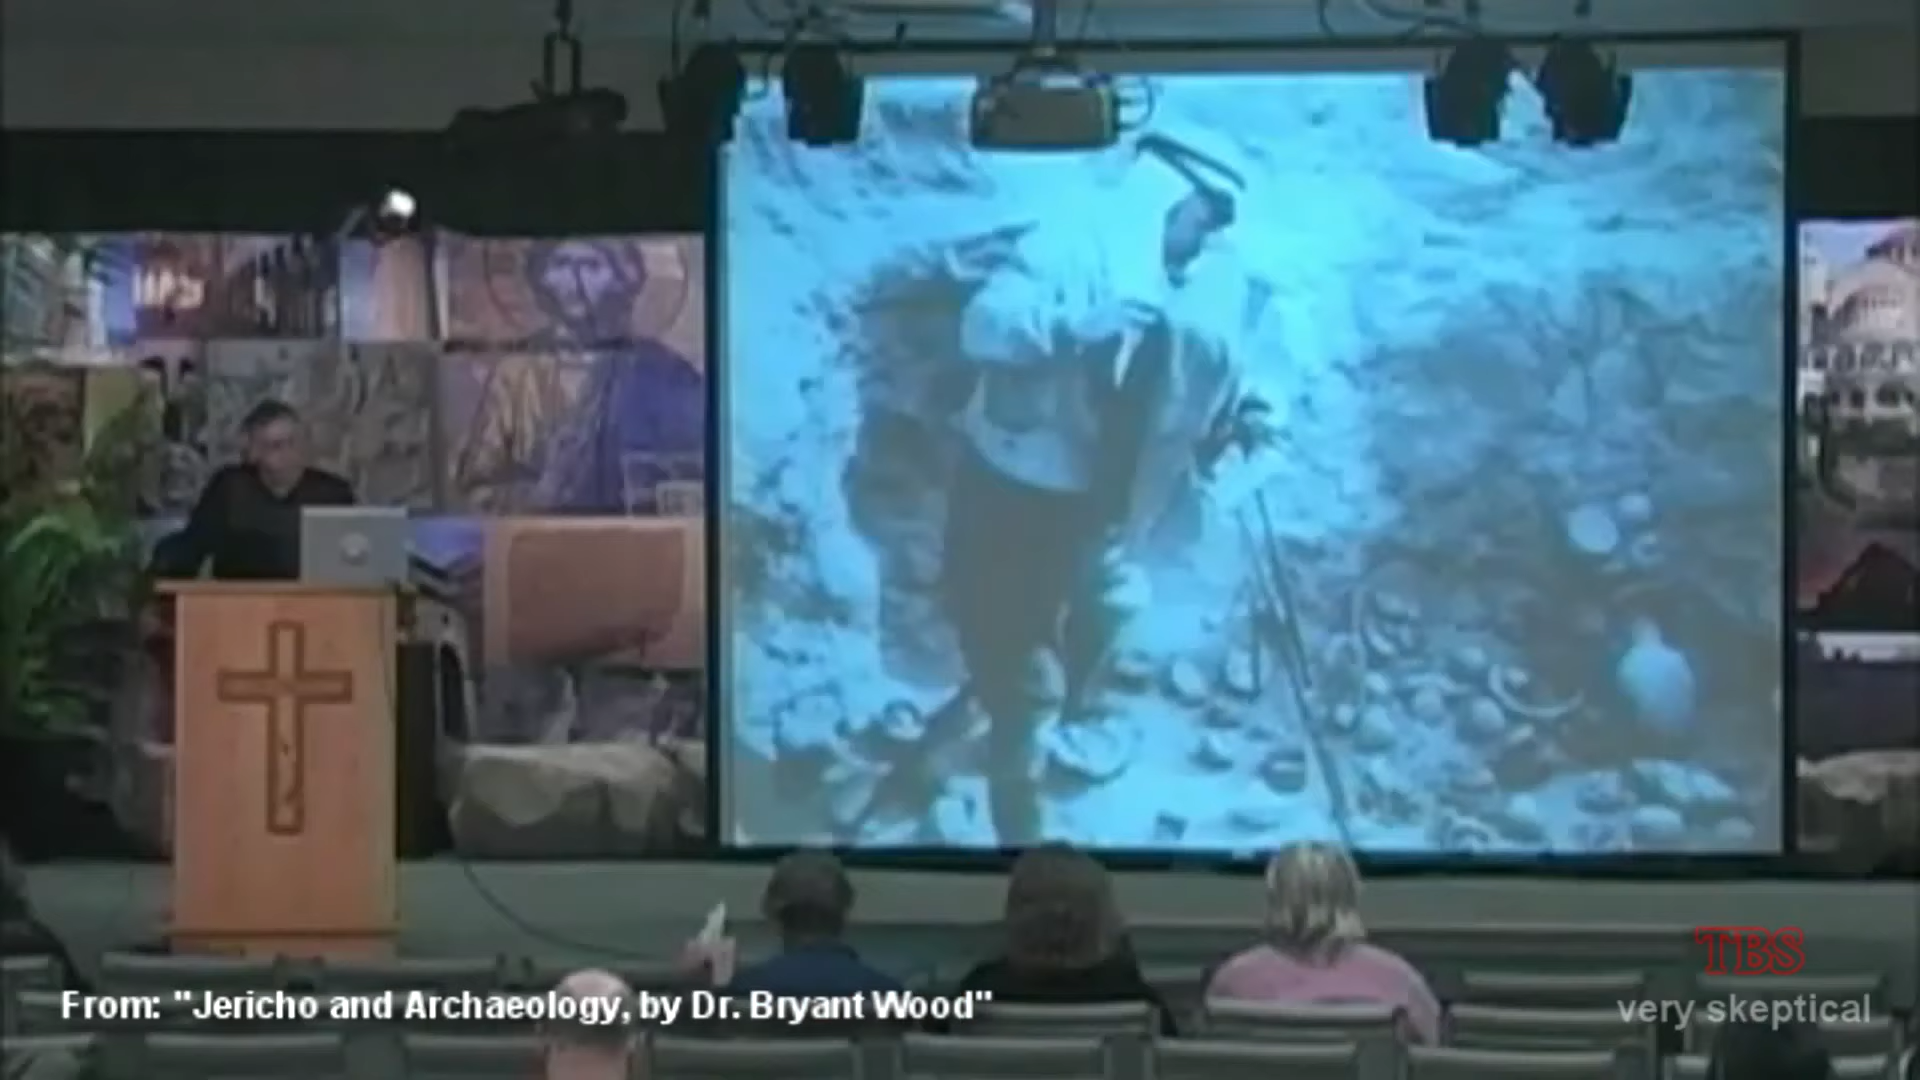 From: "Jericho and Archaeology, by Dr. Bryant Wood"
TBS
very skeptical